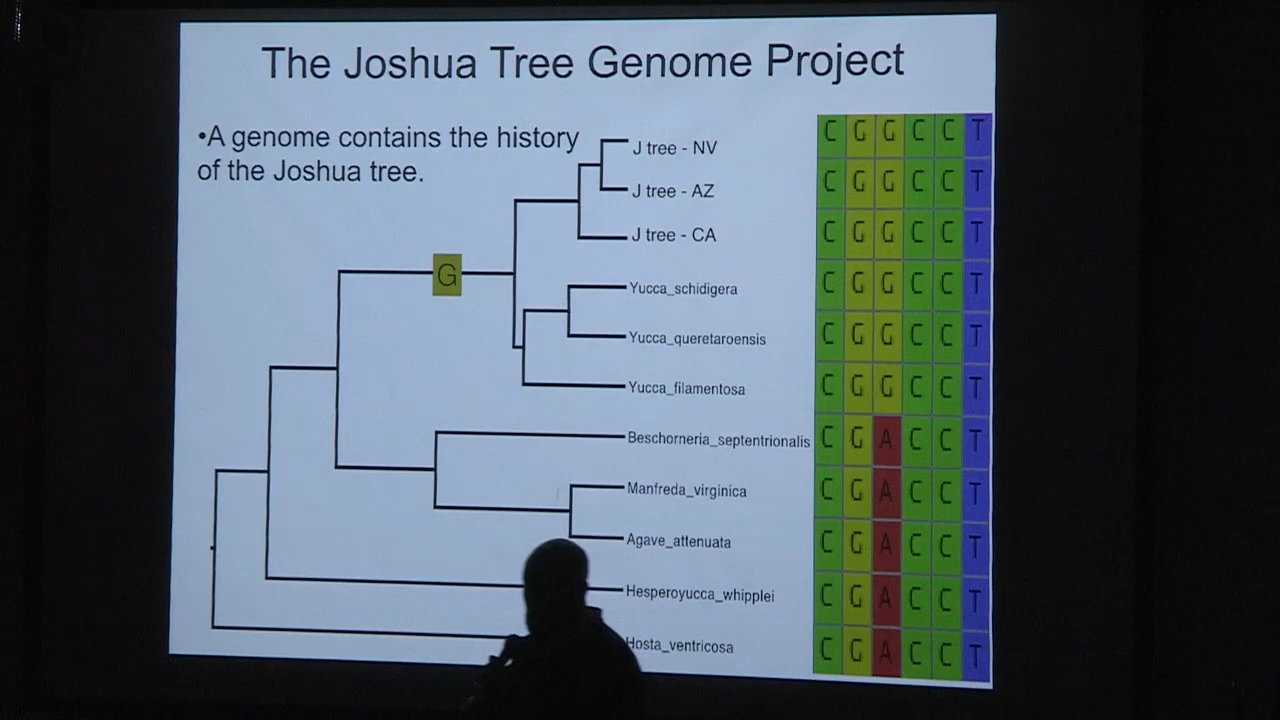 The Joshua Tree Genome Project
•A genome contains the history
of the Joshua tree.
J tree - NV C G G C C T
J tree - AZ C G G C C T
J tree - CA C G G C C T
G
Yucca_schidigera C G G C C T
Yucca_queretaroensis C G G C C T
Yucca_filamentosa C G G C C T
Beschorneria_septentrionalis C G A C C T
Manfreda_virginica C G A C C T
Agave_attenuata C G A C C T
Hesperoyucca_whipplei C G A C C T
Hosta_ventricosa C G A C C T